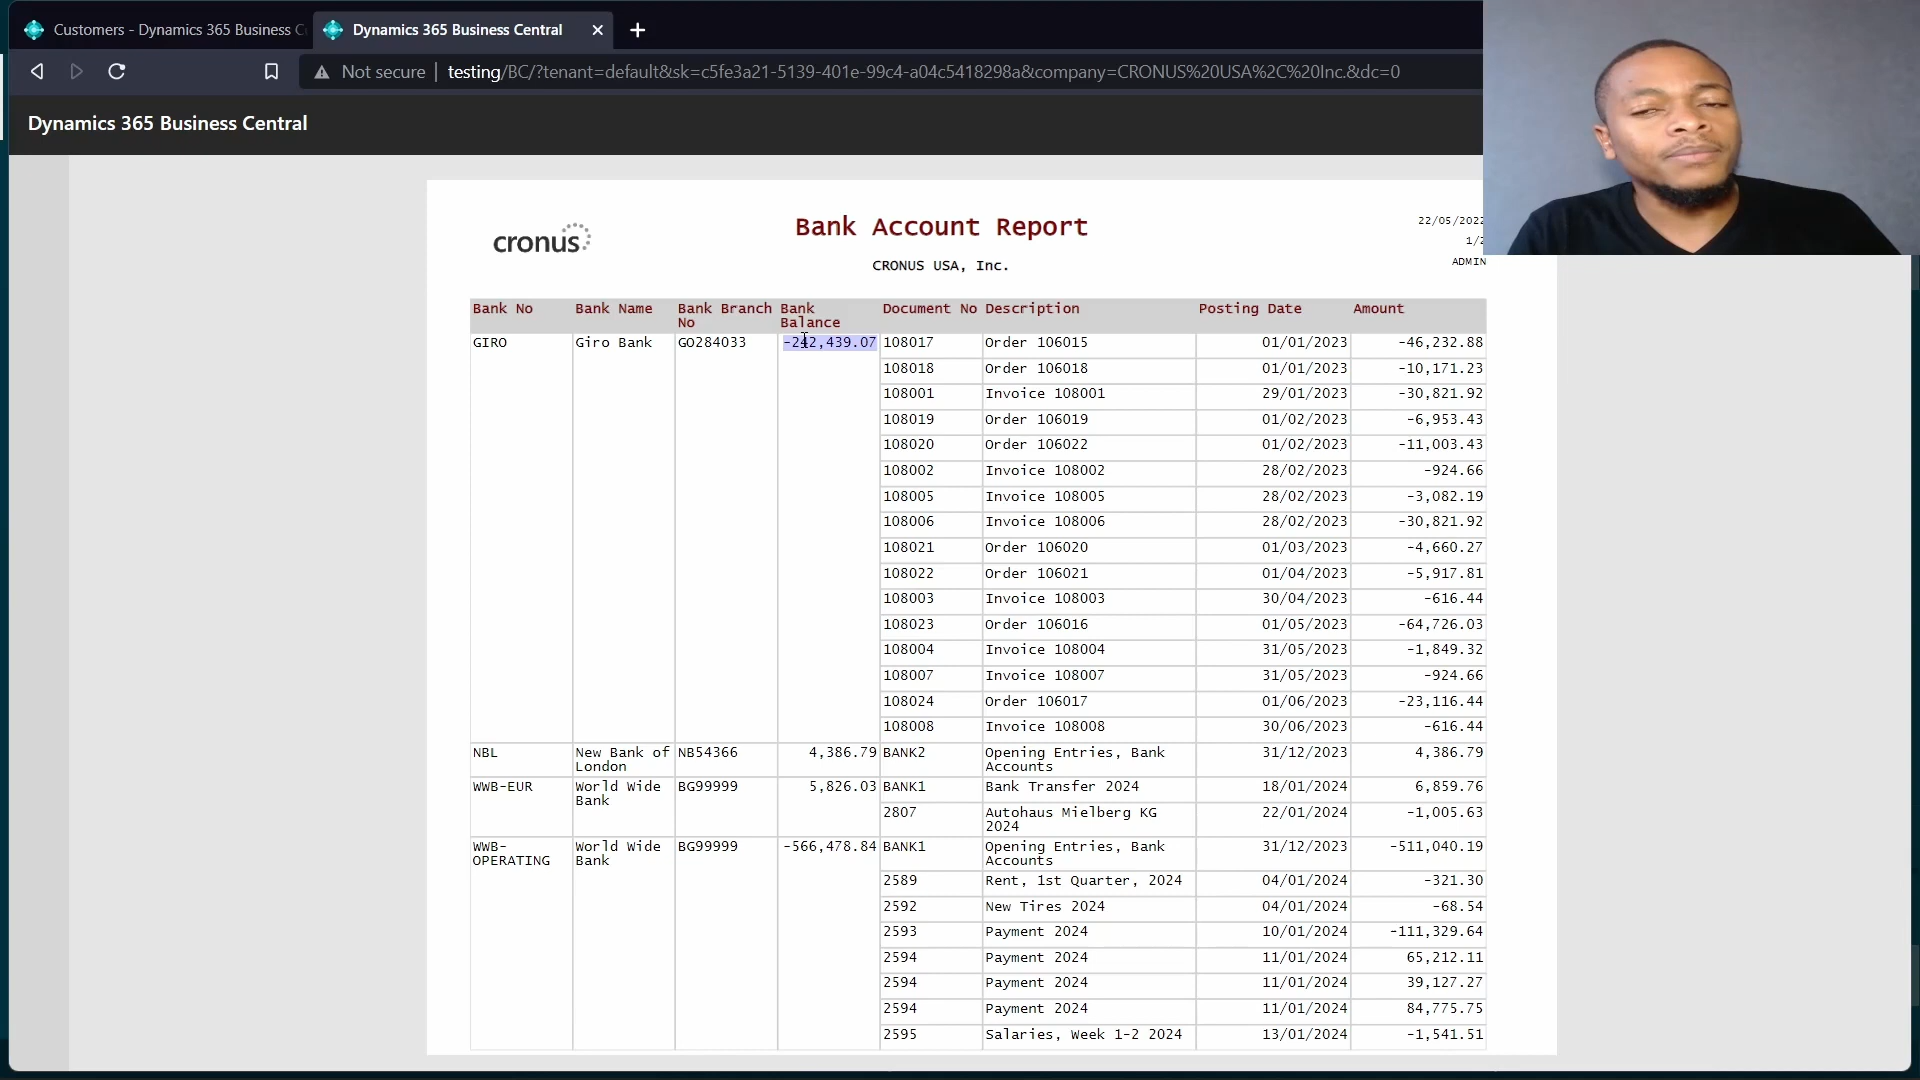 Customers - Dynamics 365 Business C
Dynamics 365 Business Central
Not secure | testing/BC/?tenant=default&sk=c5fe3a21-5139-401e-99c4-a04c5418298a&company=CRONUS%20USA%2C%20Inc.&dc=0
Dynamics 365 Business Central
cronus
Bank Account Report
CRONUS USA, Inc.
22/05/2022
1/2
ADMIN
Bank No Bank Name Bank Branch No Bank Balance Document No Description Posting Date Amount
GIRO Giro Bank GO284033 -242,439.07 108017 Order 106015 01/01/2023 -46,232.88
108018 Order 106018 01/01/2023 -10,171.23
108001 Invoice 108001 29/01/2023 -30,821.92
108019 Order 106019 01/02/2023 -6,953.43
108020 Order 106022 01/02/2023 -11,003.43
108002 Invoice 108002 28/02/2023 -924.66
108005 Invoice 108005 28/02/2023 -3,082.19
108006 Invoice 108006 28/02/2023 -30,821.92
108021 Order 106020 01/03/2023 -4,660.27
108022 Order 106021 01/04/2023 -5,917.81
108003 Invoice 108003 30/04/2023 -616.44
108023 Order 106016 01/05/2023 -64,726.03
108004 Invoice 108004 31/05/2023 -1,849.32
108007 Invoice 108007 31/05/2023 -924.66
108024 Order 106017 01/06/2023 -23,116.44
108008 Invoice 108008 30/06/2023 -616.44
NBL New Bank of London NB54366 4,386.79 BANK2 Opening Entries, Bank Accounts 31/12/2023 4,386.79
WWB-EUR World Wide Bank BG99999 5,826.03 BANK1 Bank Transfer 2024 18/01/2024 6,859.76
2807 Autohaus Mielberg KG 2024 22/01/2024 -1,005.63
WWB-OPERATING World Wide Bank BG99999 -566,478.84 BANK1 Opening Entries, Bank Accounts 31/12/2023 -511,040.19
2589 Rent, 1st Quarter, 2024 04/01/2024 -321.30
2592 New Tires 2024 04/01/2024 -68.54
2593 Payment 2024 10/01/2024 -111,329.64
2594 Payment 2024 11/01/2024 65,212.11
2594 Payment 2024 11/01/2024 39,127.27
2594 Payment 2024 11/01/2024 84,775.75
2595 Salaries, Week 1-2 2024 13/01/2024 -1,541.51